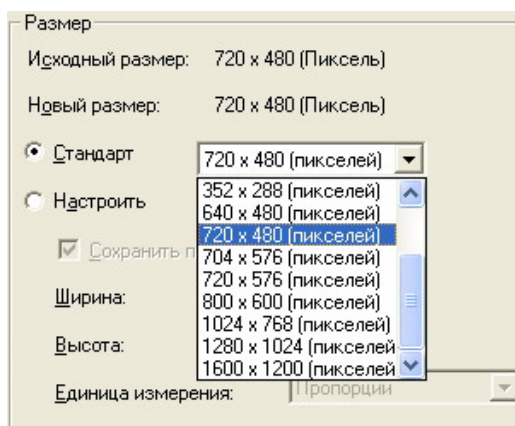 Размер
Исходный размер: 720 x 480 (Пиксель)
Новый размер: 720 x 480 (Пиксель)
Стандарт 720 x 480 (пикселей)
352 x 288 (пикселей)
Настроить 640 x 480 (пикселей)
720 x 480 (пикселей)
Сохранить п 704 x 576 (пикселей)
720 x 576 (пикселей)
Ширина: 800 x 600 (пикселей)
1024 x 768 (пикселей)
Высота: 1280 x 1024 (пикселей
1600 x 1200 (пикселей
Единица измерения: Пропорции